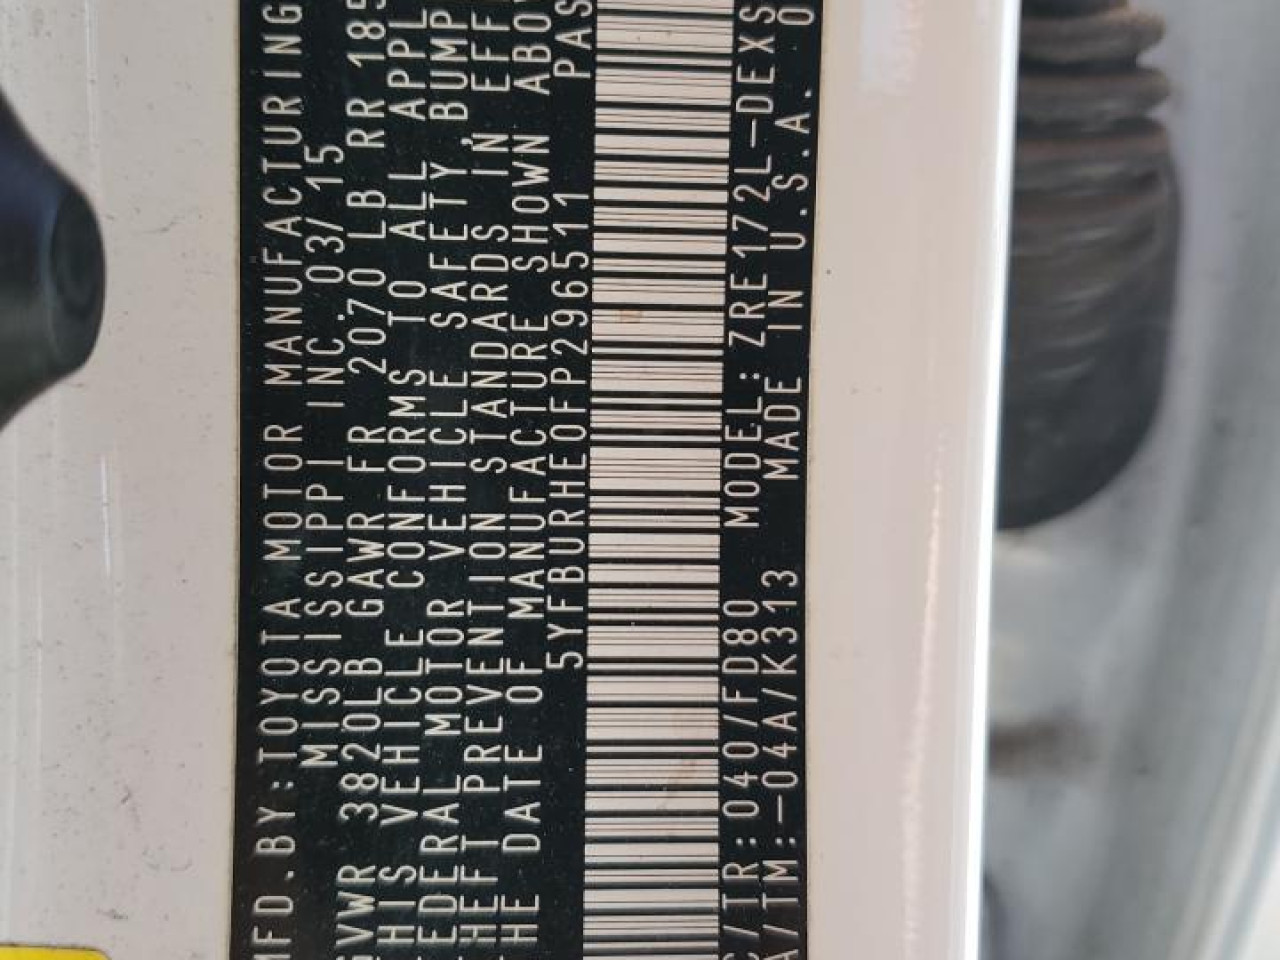 MFD.BY:TOYOTA MOTOR MANUFACTURING
MISSISSIPPI INC. 03/15
GVWR 3820LB GAWR FR 2070 LB RR 185
THIS VEHICLE CONFORMS TO ALL APPL
FEDERAL MOTOR VEHICLE SAFETY,BUMP
THEFT PREVENTION STANDARDS IN EFF
THE DATE OF MANUFACTURE SHOWN ABOV
5YFBURHE0FP296511 PAS
C/TR:040/FD80 MODEL:ZRE172L-DEXS
A/TM:-04A/K313 MADE IN U.S.A. 0